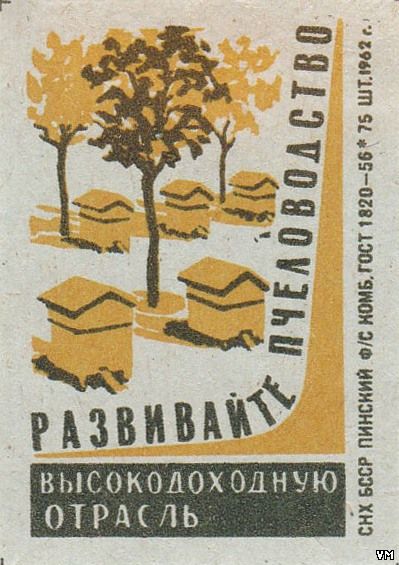 РАЗВИВАЙТЕ ПЧЕЛОВОДСТВО
ВЫСОКОДОХОДНУЮ
ОТРАСЛЬ
СНХ БССР ПИНСКИЙ Ф/С КОМБ. ГОСТ 1820—56*75 ШТ. 1962 г.
VM